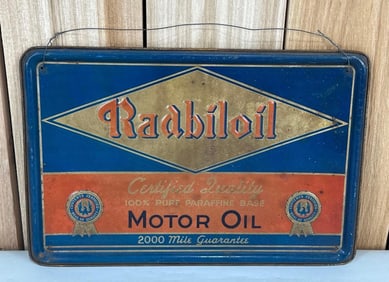 Radbiloil
Certified Quality
100% PURE PARAFFINE BASE
MOTOR OIL
2000 Mile Guarantee